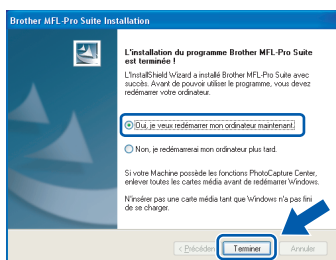 Brother MFL-Pro Suite Installation
L'installation du programme Brother MFL-Pro Suite
est terminée !
L'InstallShield Wizard a installé Brother MFL-Pro Suite avec
succès. Avant de pouvoir utiliser le programme, vous devez
redémarrer votre ordinateur.
Oui, je veux redémarrer mon ordinateur maintenant.
Non, je redémarrerai mon ordinateur plus tard.
Si votre Machine possède les fonctions PhotoCapture Center,
enlever toutes les cartes média avant de redémarrer Windows.
N'insérer pas une carte média tant que Windows n'a pas fini
de se charger.
< Précéden Terminer Annuler